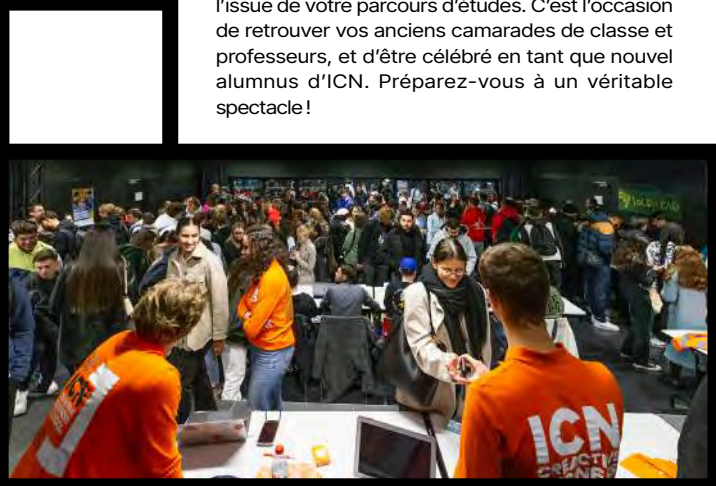 l'issue de votre parcours d'études. C'est l'occasion
de retrouver vos anciens camarades de classe et
professeurs, et d'être célébré en tant que nouvel
alumnus d'ICN. Préparez-vous à un véritable
spectacle !
ICN